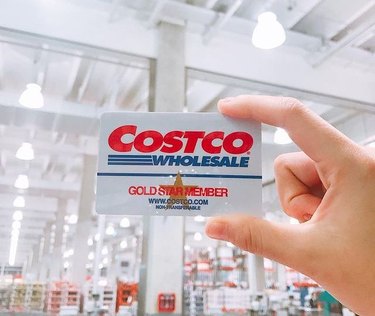 COSTCO
WHOLESALE
GOLD STAR MEMBER
WWW.COSTCO.COM
NON-TRANSFERABLE